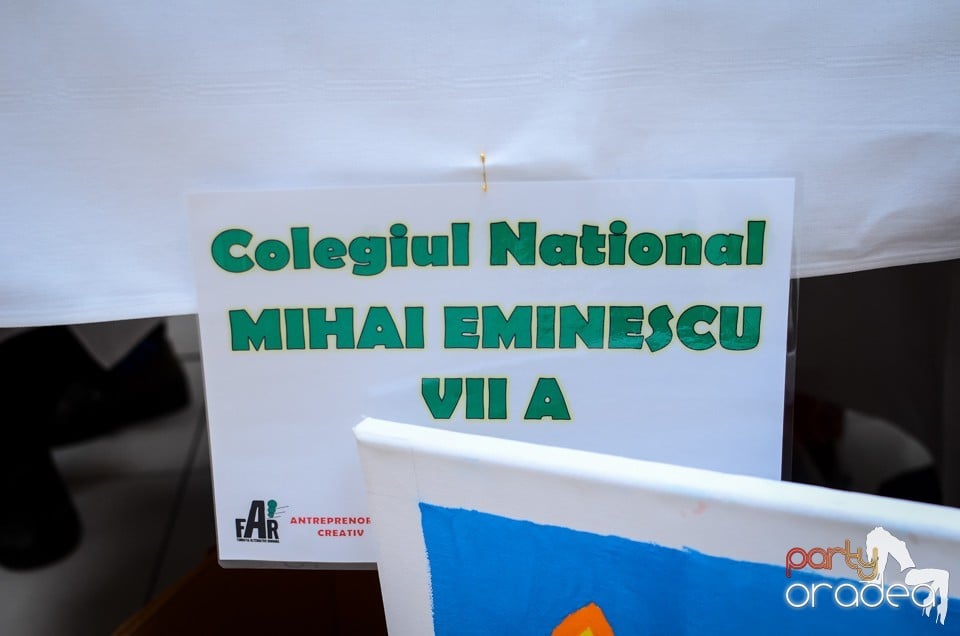 Colegiul National
MIHAI EMINESCU
VII A
FAR
ANTREPRENOR
CREATIV
party
oradea